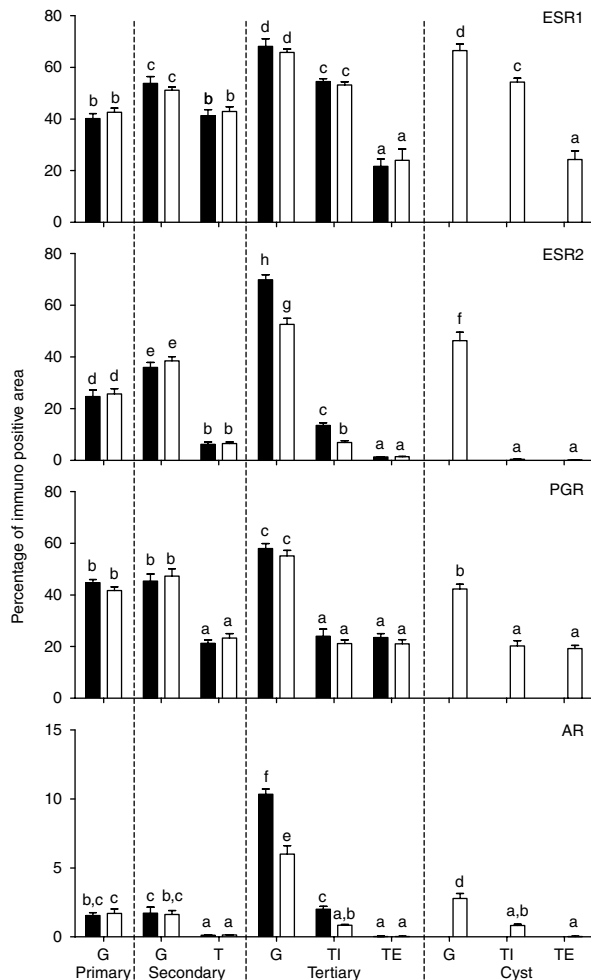 Percentage of immuno positive area
ESR1
80
60
40
20
0
b b c c b b d d c c a a d c a
ESR2
80
60
40
20
0
d d e e b b h g c b a a f a a
PGR
80
60
40
20
0
b b b b a a c c a a a a b a a
AR
15
10
5
0
b,c c c b,c a a f e c a,b a a d a,b a
G G T G TI TE G TI TE
Primary Secondary Tertiary Cyst